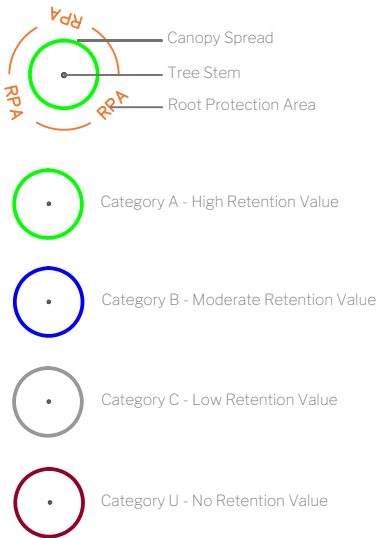 RPA
Canopy Spread
Tree Stem
RPA
RPA
Root Protection Area
Category A - High Retention Value
Category B - Moderate Retention Value
Category C - Low Retention Value
Category U - No Retention Value